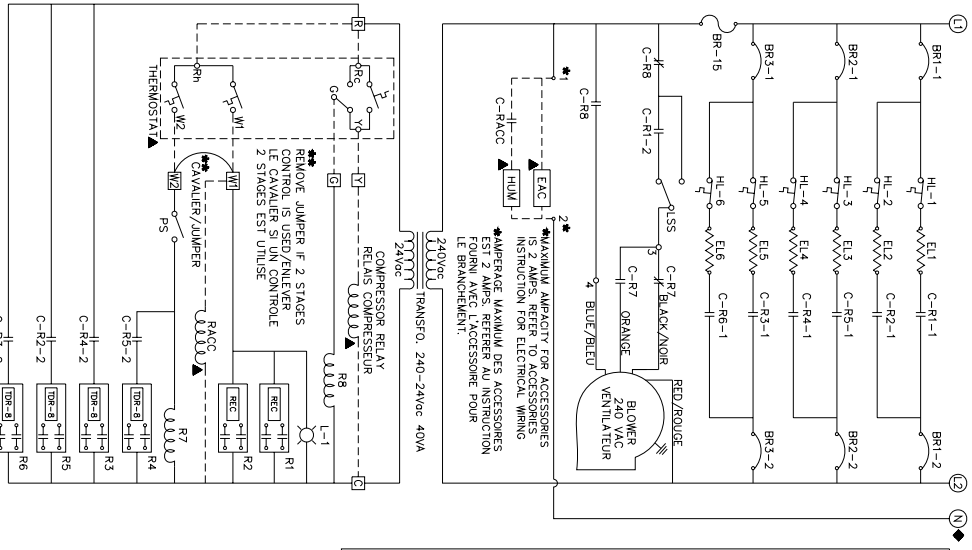 L1
BR1-1
HL-1
EL1
C-R1-1
BR1-2
L2
N
HL-2
EL2
C-R2-1
BR2-1
HL-3
EL3
C-R5-1
BR2-2
HL-4
EL4
C-R4-1
BR3-1
HL-5
EL5
C-R3-1
BR3-2
HL-6
EL6
C-R6-1
BR-15
C-R8
C-R1-2
LSS
3
C-R7
BLACK/NOIR
RED/ROUGE
C-R7
ORANGE
BLOWER
240 VAC
VENTILATEUR
C-R8
4
BLUE/BLEU
*1
2*
EAC
C-RACC
HUM
*MAXIMUM AMPACITY FOR ACCESSORIES
IS 2 AMPS. REFER TO ACCESSORIES
INSTRUCTION FOR ELECTRICAL WIRING
*AMPERAGE MAXIMUM DES ACCESSOIRES
EST 2 AMPS. REFERER AU INSTRUCTION
FOURNI AVEC L'ACCESSOIRE POUR
LE BRANCHEMENT.
240Vac
24Vac
TRANSFO. 240-24Vac 40VA
R
Rc
Y
Y
COMPRESSOR RELAY
RELAIS COMPRESSEUR
C
G
G
R8
**
REMOVE JUMPER IF 2 STAGES
CONTROL IS USED/ENLEVER
LE CAVALIER SI UN CONTROLE
2 STAGES EST UTILISE
L-1
REC
R1
Rh
W1
W1
REC
R2
**
CAVALIER/JUMPER
RACC
W2
W2
PS
R7
THERMOSTAT
C-R5-2
TDR-8
R4
C-R4-2
TDR-8
R3
C-R2-2
TDR-8
R5
TDR-8
R6